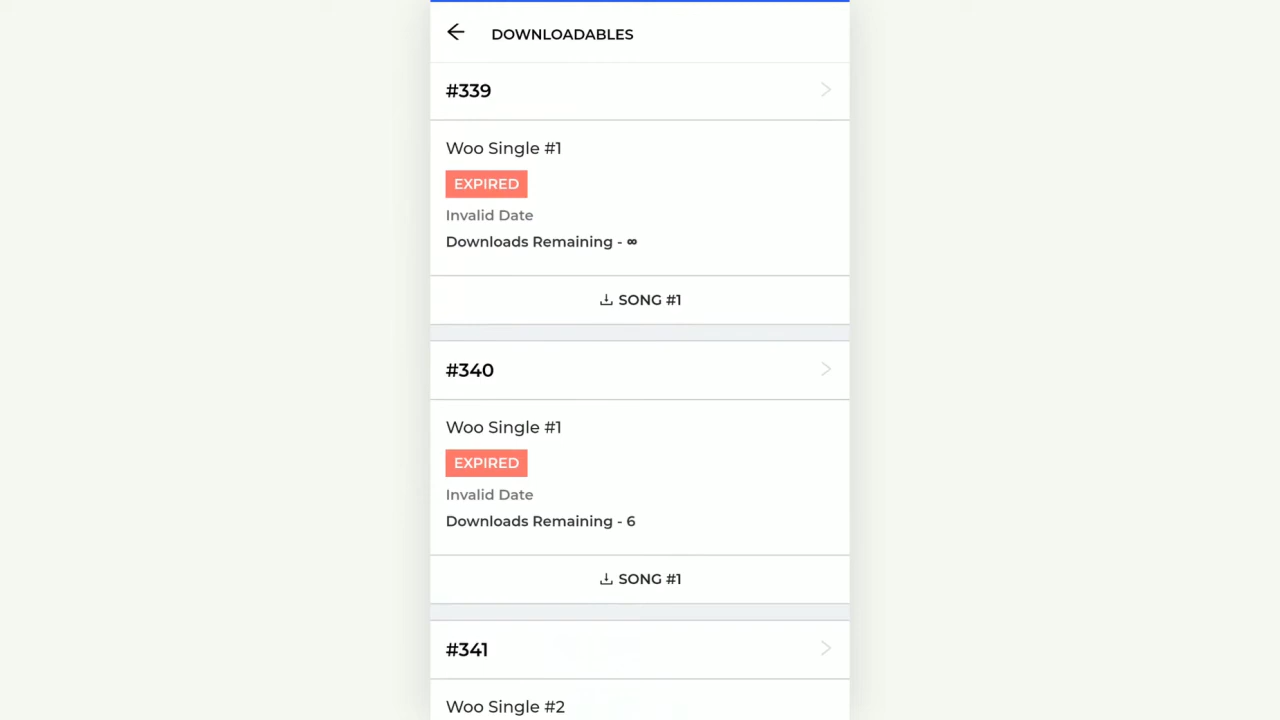 DOWNLOADABLES
#339
Woo Single #1
EXPIRED
Invalid Date
Downloads Remaining - ∞
SONG #1
#340
Woo Single #1
EXPIRED
Invalid Date
Downloads Remaining - 6
SONG #1
#341
Woo Single #2